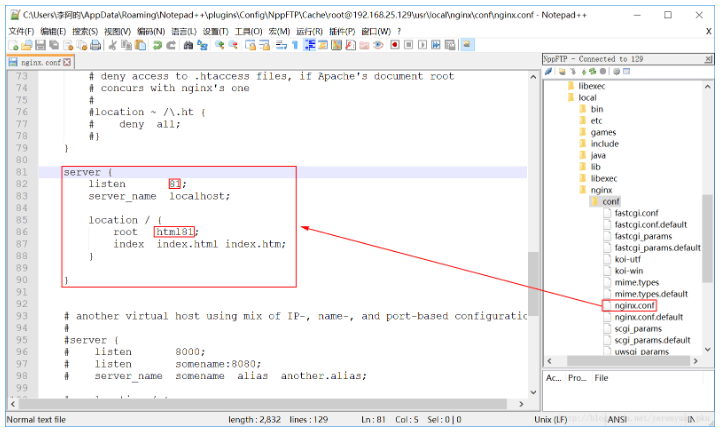 C:\Users\李阿昀\AppData\Roaming\Notepad++\plugins\Config\NppFTP\Cache\root@192.168.25.129\usr\local\nginx\conf\nginx.conf - Notepad++
文件(F) 编辑(E) 搜索(S) 视图(V) 编码(N) 语言(L) 设置(T) 工具(O) 宏(M) 运行(R) 插件(P) 窗口(W) ? X
nginx.conf
73 # deny access to .htaccess files, if Apache's document root
74 # concurs with nginx's one
75 #
76 #location ~ /\.ht {
77 # deny all;
78 #}
79 }
80
81 server {
82 listen 81;
83 server_name localhost;
84
85 location / {
86 root html81;
87 index index.html index.htm;
88 }
89
90 }
91
92
93 # another virtual host using mix of IP-, name-, and port-based configuratio
94 #
95 #server {
96 # listen 8000;
97 # listen somename:8080;
98 # server_name somename alias another.alias;
99
NppFTP - Connected to 129
libexec
local
bin
etc
games
include
java
lib
libexec
nginx
conf
fastcgi.conf
fastcgi.conf.default
fastcgi_params
fastcgi_params.default
koi-utf
koi-win
mime.types
mime.types.default
nginx.conf
nginx.conf.default
scgi_params
scgi_params.default
uwsgi_params
Ac... Pro... File
Normal text file length : 2,832 lines : 129 Ln : 81 Col : 5 Sel : 0 | 0 Unix (LF) ANSI IN